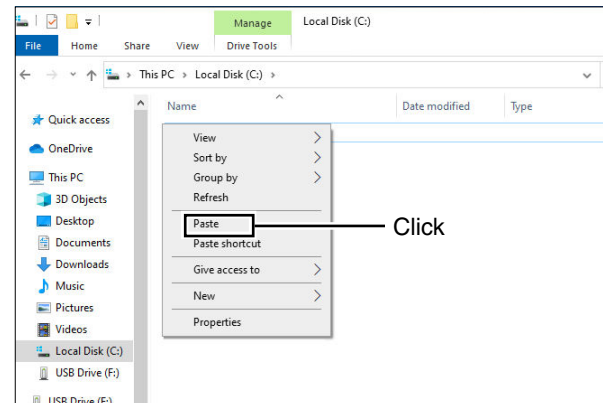 Manage
Local Disk (C:)
File Home Share View Drive Tools
This PC > Local Disk (C:) >
Name Date modified Type
Quick access
OneDrive
This PC
3D Objects
Desktop
Documents
Downloads
Music
Pictures
Videos
Local Disk (C:)
USB Drive (F:)
USB Drive (F:)
View
Sort by
Group by
Refresh
Paste
Paste shortcut
Give access to
New
Properties
Click